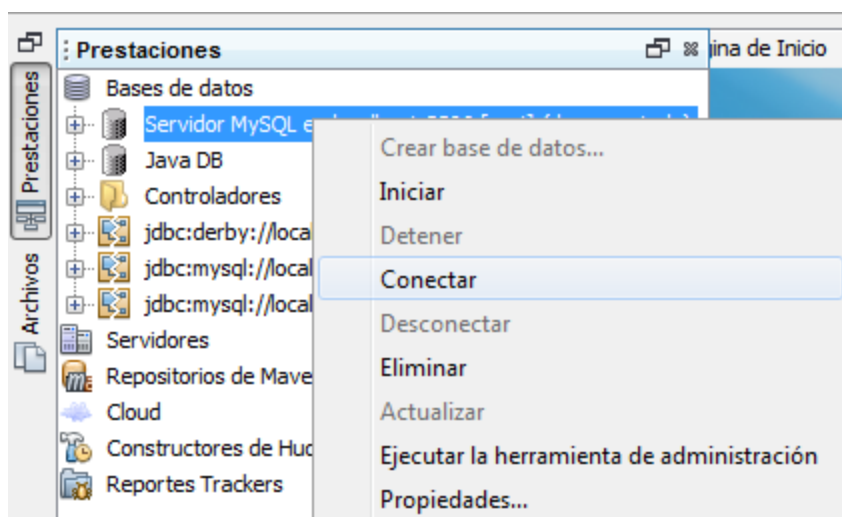 Prestaciones
Archivos
Prestaciones
ina de Inicio
Bases de datos
Servidor MySQL e
Java DB
Controladores
jdbc:derby://local
jdbc:mysql://local
jdbc:mysql://local
Servidores
Repositorios de Mave
Cloud
Constructores de Hud
Reportes Trackers
Crear base de datos...
Iniciar
Detener
Conectar
Desconectar
Eliminar
Actualizar
Ejecutar la herramienta de administración
Propiedades...